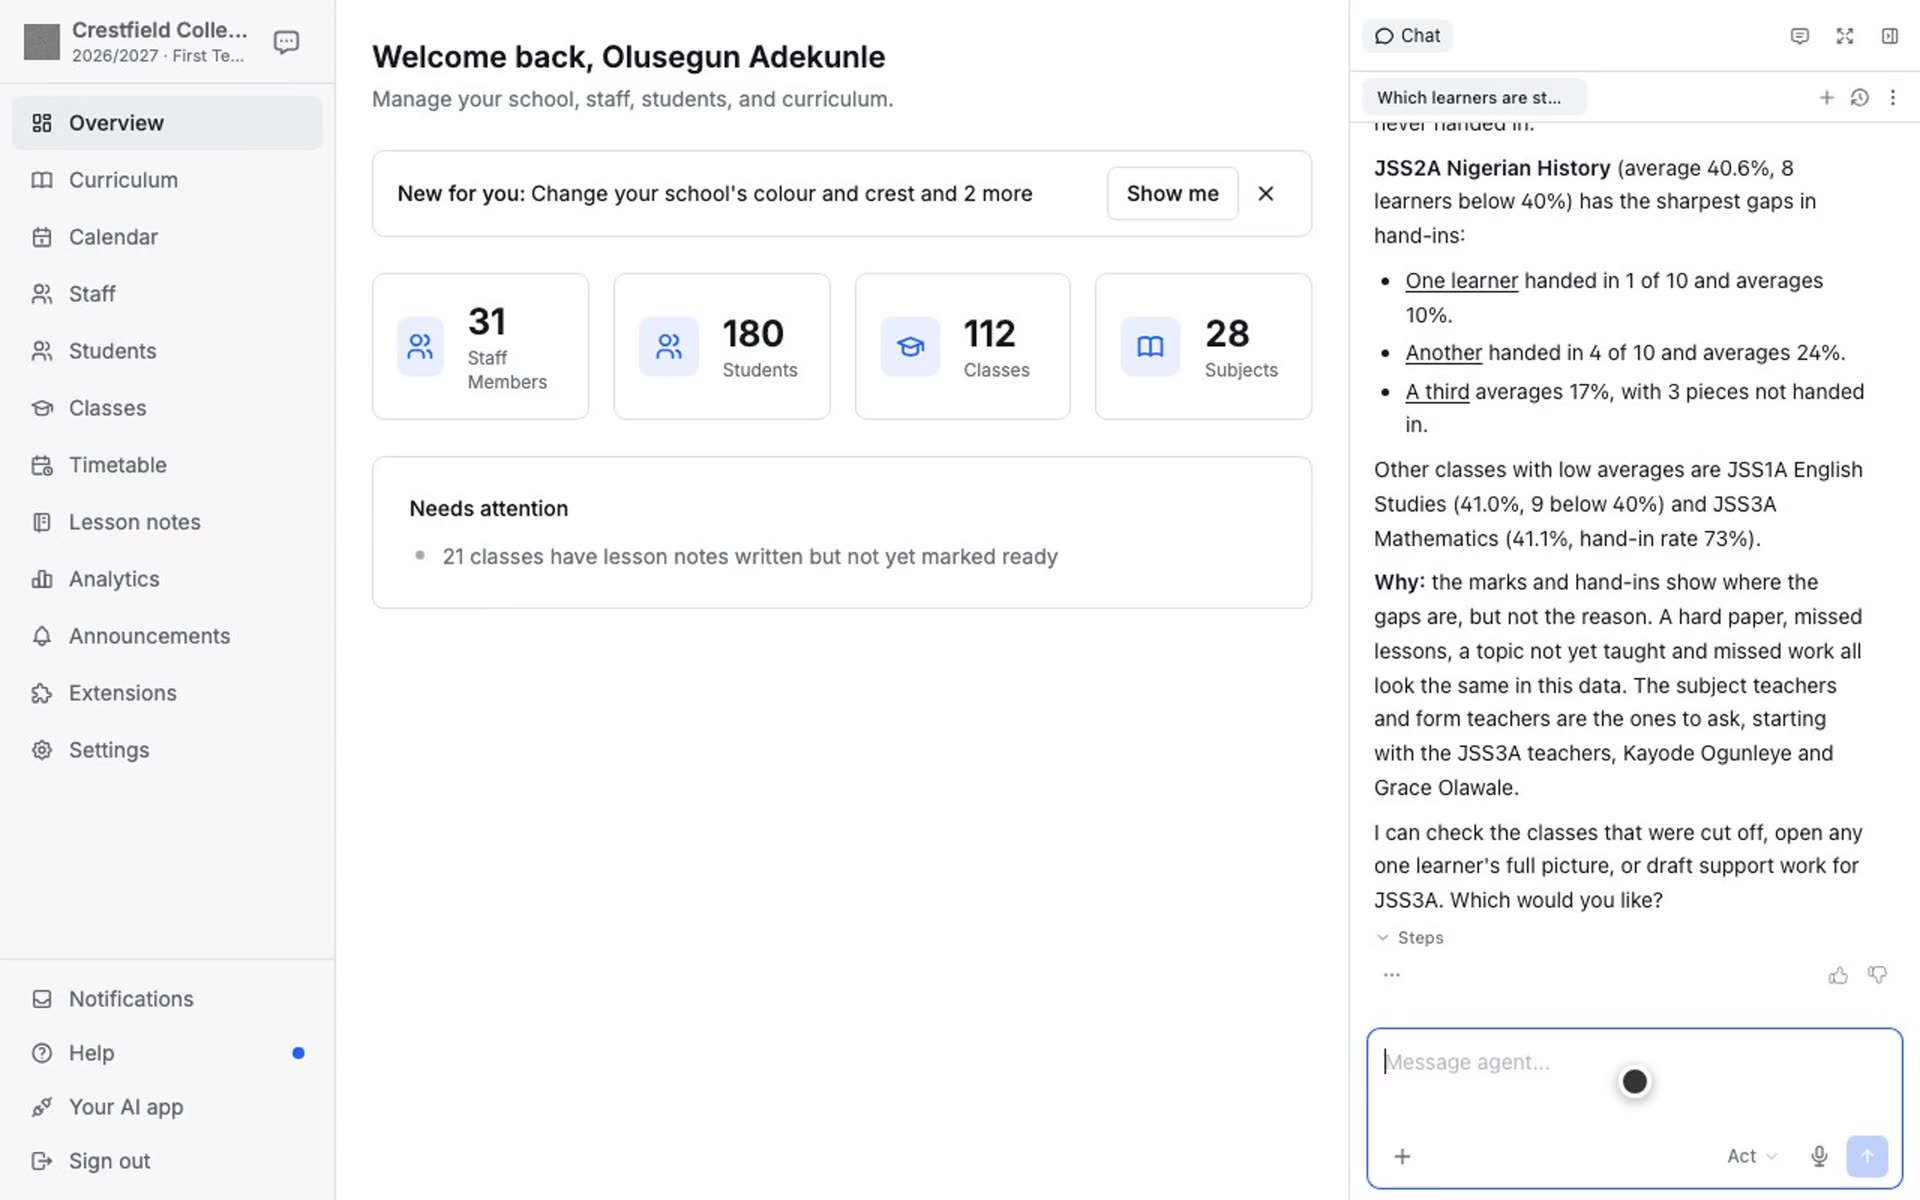 Crestfield Colle...
2026/2027 · First Te...
Overview
Curriculum
Calendar
Staff
Students
Classes
Timetable
Lesson notes
Analytics
Announcements
Extensions
Settings
Notifications
Help
Your AI app
Sign out
Welcome back, Olusegun Adekunle
Manage your school, staff, students, and curriculum.
New for you: Change your school's colour and crest and 2 more
Show me
31
Staff
Members
180
Students
112
Classes
28
Subjects
Needs attention
21 classes have lesson notes written but not yet marked ready
Chat
Which learners are st...
never handed in.
JSS2A Nigerian History (average 40.6%, 8
learners below 40%) has the sharpest gaps in
hand-ins:
One learner handed in 1 of 10 and averages
10%.
Another handed in 4 of 10 and averages 24%.
A third averages 17%, with 3 pieces not handed
in.
Other classes with low averages are JSS1A English
Studies (41.0%, 9 below 40%) and JSS3A
Mathematics (41.1%, hand-in rate 73%).
Why: the marks and hand-ins show where the
gaps are, but not the reason. A hard paper, missed
lessons, a topic not yet taught and missed work all
look the same in this data. The subject teachers
and form teachers are the ones to ask, starting
with the JSS3A teachers, Kayode Ogunleye and
Grace Olawale.
I can check the classes that were cut off, open any
one learner's full picture, or draft support work for
JSS3A. Which would you like?
Steps
Message agent...
Act